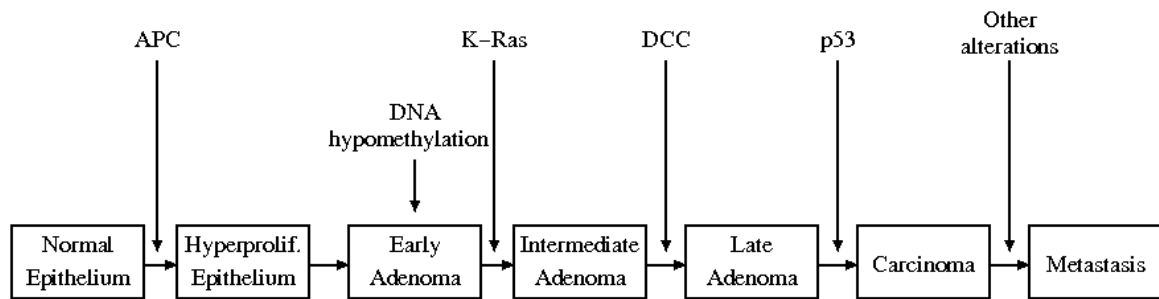 APC
K-Ras
DCC
p53
Other
alterations
DNA
hypomethylation
Normal
Epithelium
Hyperprolif.
Epithelium
Early
Adenoma
Intermediate
Adenoma
Late
Adenoma
Carcinoma
Metastasis